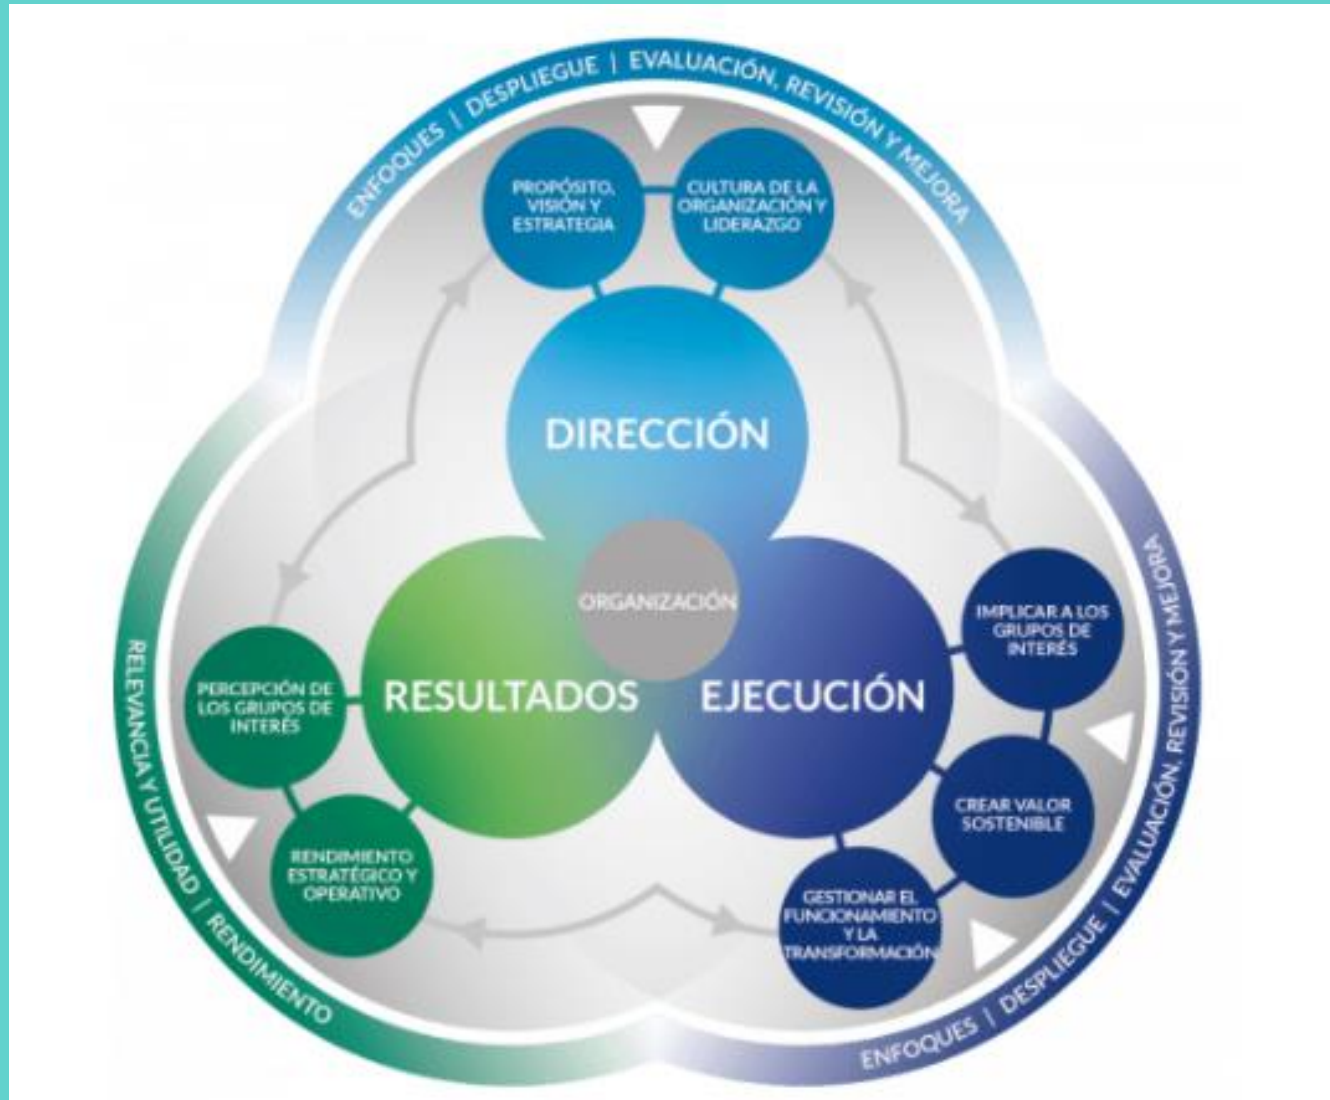 ENFOQUES | DESPLIEGUE | EVALUACIÓN, REVISIÓN Y MEJORA
PROPÓSITO,
VISIÓN Y
ESTRATEGIA
CULTURA DE LA
ORGANIZACIÓN Y
LIDERAZGO
DIRECCIÓN
ORGANIZACIÓN
RESULTADOS
EJECUCIÓN
IMPLICAR A LOS
GRUPOS DE
INTERÉS
CREAR VALOR
SOSTENIBLE
GESTIONAR EL
FUNCIONAMIENTO
Y LA
TRANSFORMACIÓN
ENFOQUES | DESPLIEGUE | EVALUACIÓN, REVISIÓN Y MEJORA
PERCEPCIÓN DE
LOS GRUPOS DE
INTERÉS
RENDIMIENTO
ESTRATÉGICO Y
OPERATIVO
RELEVANCIA Y UTILIDAD | RENDIMIENTO